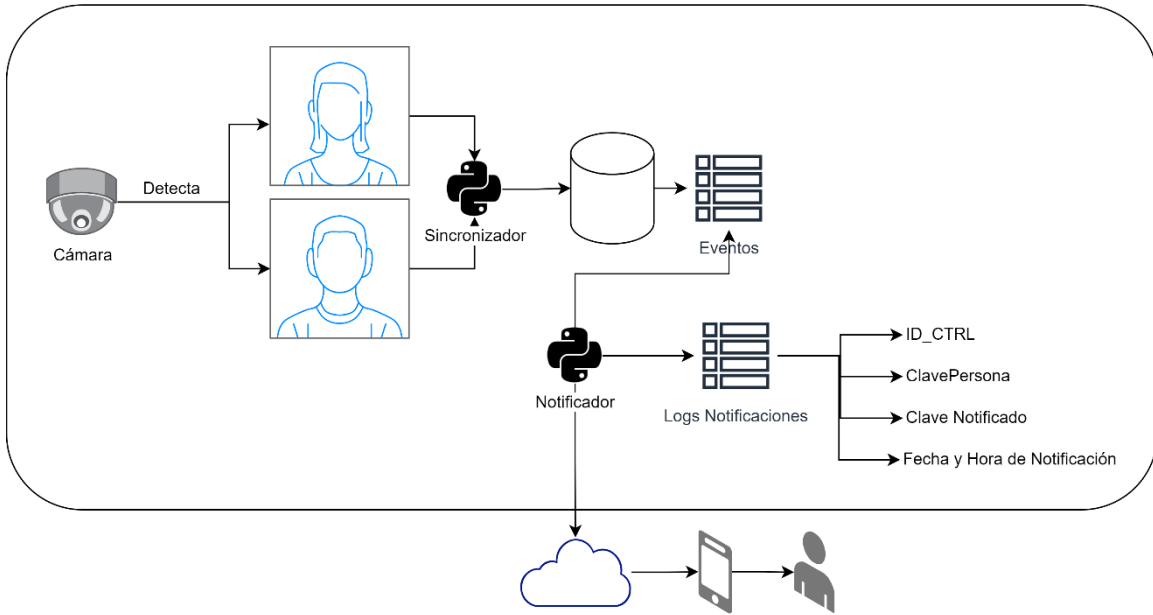 Detecta
Cámara
Sincronizador
Eventos
Notificador
Logs Notificaciones
ID_CTRL
ClavePersona
Clave Notificado
Fecha y Hora de Notificación